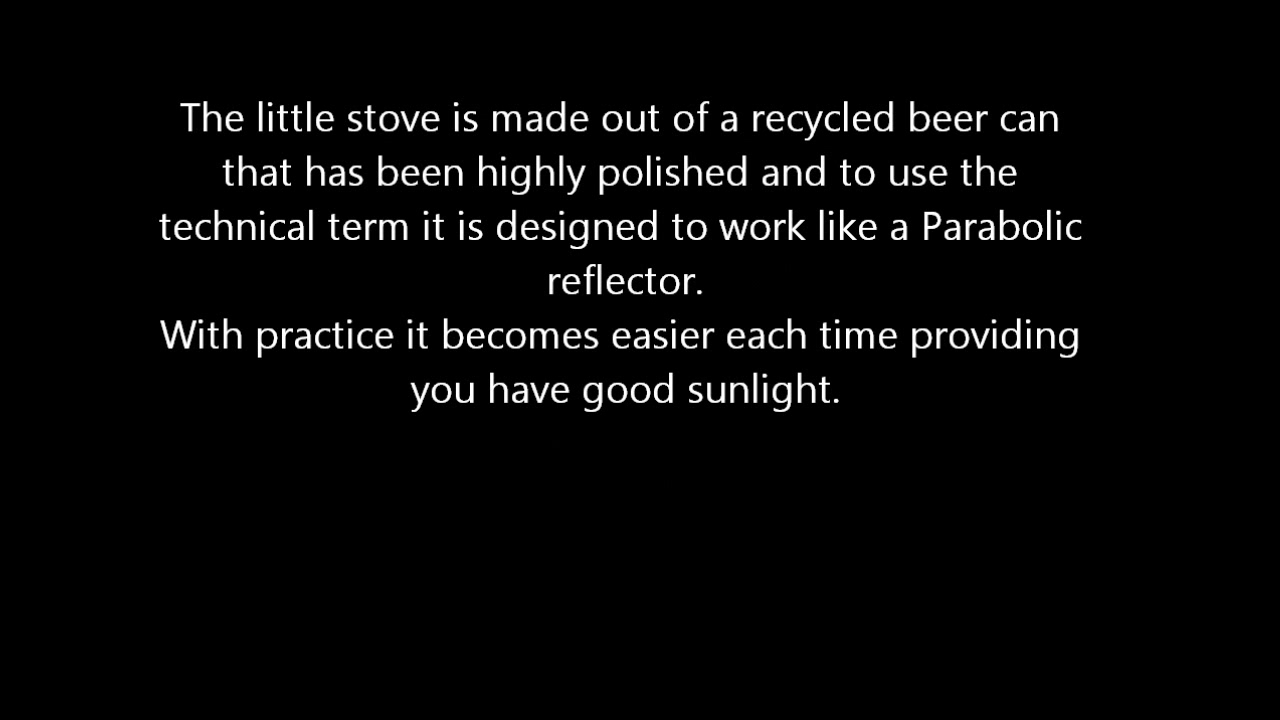 The little stove is made out of a recycled beer can
that has been highly polished and to use the
technical term it is designed to work like a Parabolic
reflector.
With practice it becomes easier each time providing
you have good sunlight.